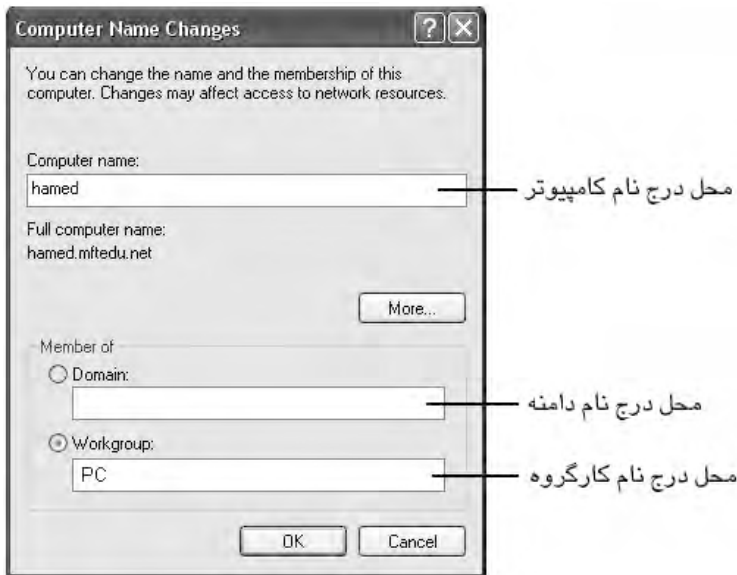 Computer Name Changes
You can change the name and the membership of this
computer. Changes may affect access to network resources.
Computer name:
hamed
محل درج نام کامپیوتر
Full computer name:
hamed.mftedu.net
More...
Member of
Domain:
محل درج نام دامنه
Workgroup:
PC
محل درج نام کارگروه
OK
Cancel